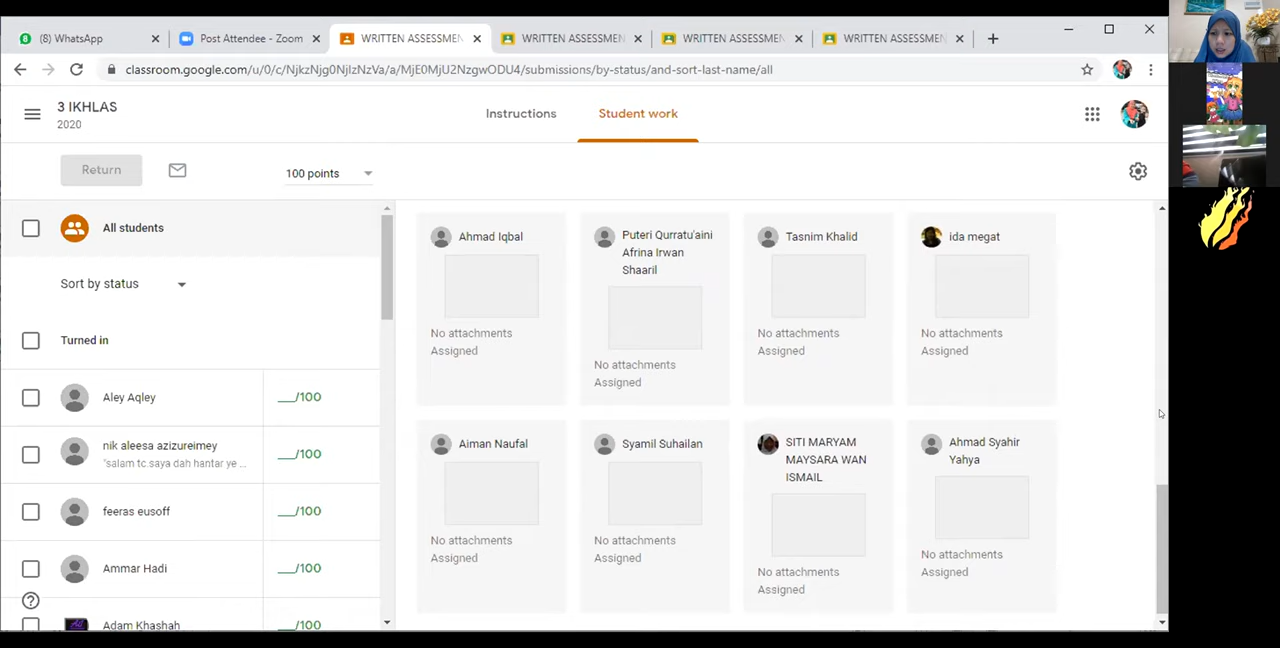 (8) WhatsApp
Post Attendee - Zoom
WRITTEN ASSESSMEN
WRITTEN ASSESSMEN
WRITTEN ASSESSMEN
WRITTEN ASSESSMEN
classroom.google.com/u/0/c/NjkzNjg0NjIzNzVa/a/MjE0MjU2NzgwODU4/submissions/by-status/and-sort-last-name/all
3 IKHLAS
2020
Instructions
Student work
Return
100 points
All students
Sort by status
Turned in
Aley Aqley
__/100
nik aleesa azizureimey
"salam tc saya dah hantar ye ...
__/100
feeras eusoff
__/100
Ammar Hadi
__/100
Adam Khashah
__/100
Ahmad Iqbal
No attachments
Assigned
Puteri Qurratu'aini
Afrina Irwan
Shaaril
No attachments
Assigned
Tasnim Khalid
No attachments
Assigned
ida megat
No attachments
Assigned
Aiman Naufal
No attachments
Assigned
Syamil Suhailan
No attachments
Assigned
SITI MARYAM
MAYSARA WAN
ISMAIL
No attachments
Assigned
Ahmad Syahir
Yahya
No attachments
Assigned